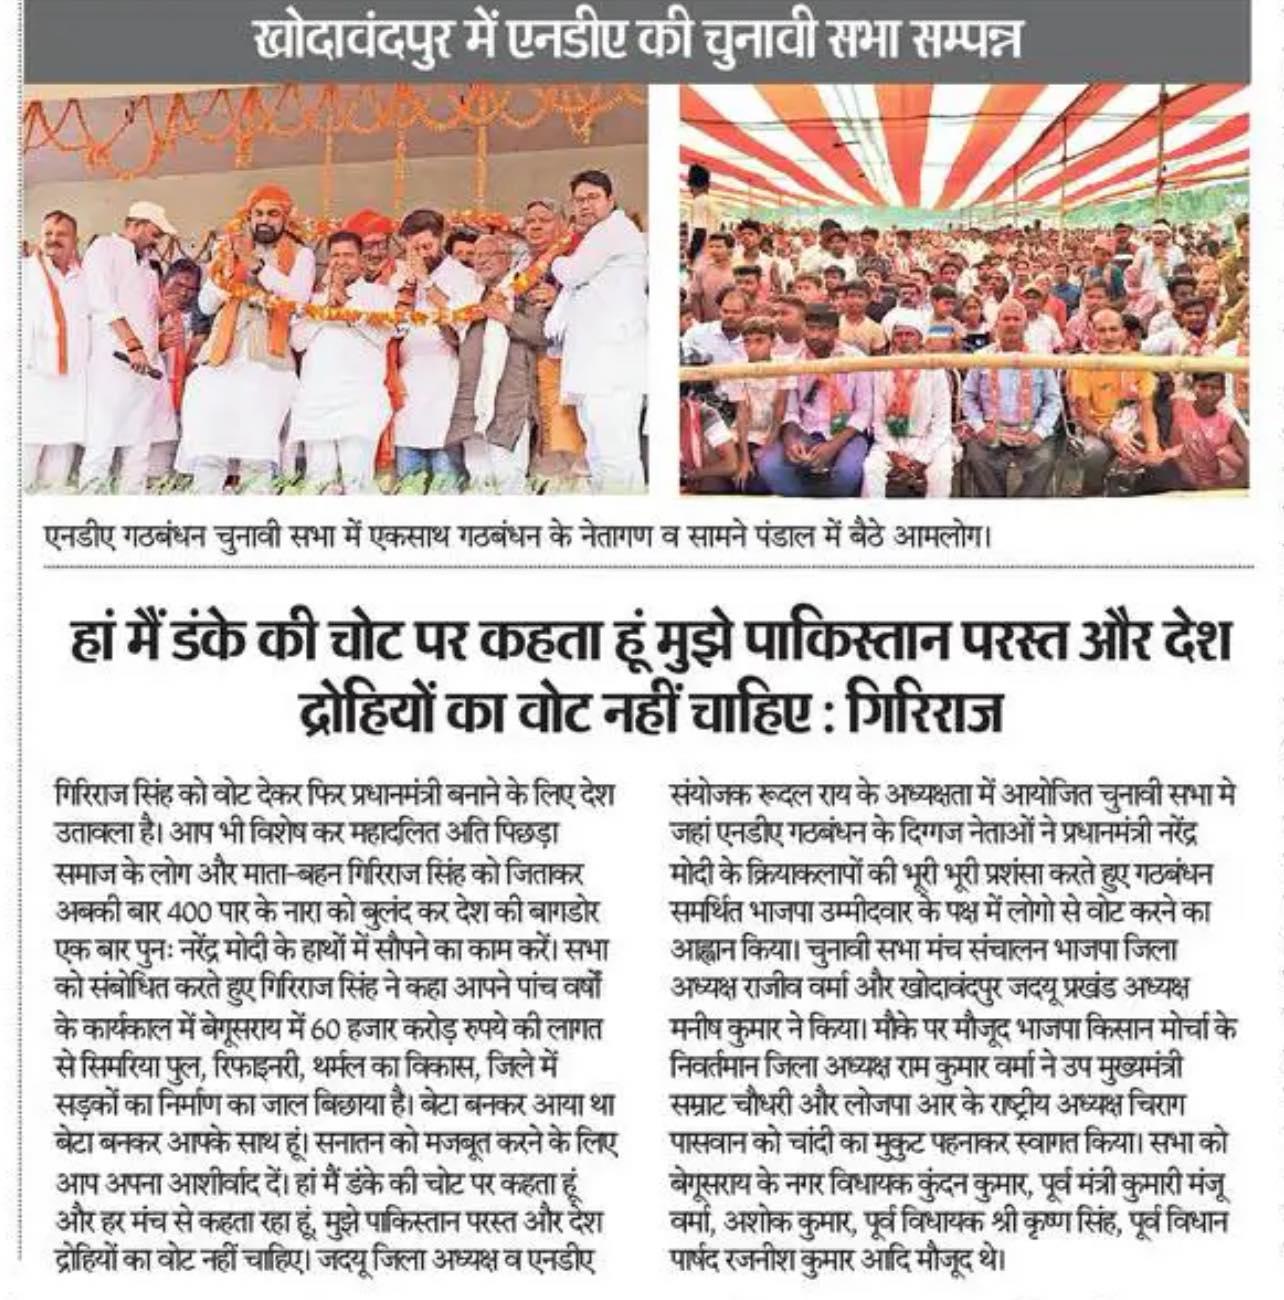 खोदावंदपुर में एनडीए की चुनावी सभा सम्पन्न
एनडीए गठबंधन चुनावी सभा में एकसाथ गठबंधन के नेतागण व सामने पंडाल में बैठे आमलोग।
हां मैं डंके की चोट पर कहता हूं मुझे पाकिस्तान परस्त और देश
द्रोहियों का वोट नहीं चाहिए : गिरिराज
गिरिराज सिंह को वोट देकर फिर प्रधानमंत्री बनाने के लिए देश
उतावला है। आप भी विशेष कर महादलित अति पिछड़ा
समाज के लोग और माता-बहन गिरिराज सिंह को जिताकर
अबकी बार 400 पार के नारा को बुलंद कर देश की बागडोर
एक बार पुनः नरेंद्र मोदी के हाथों में सौपने का काम करें। सभा
को संबोधित करते हुए गिरिराज सिंह ने कहा आपने पांच वर्षों
के कार्यकाल में बेगूसराय में 60 हजार करोड़ रुपये की लागत
से सिमरिया पुल, रिफाइनरी, थर्मल का विकास, जिले में
सड़कों का निर्माण का जाल बिछाया है। बेटा बनकर आया था
बेटा बनकर आपके साथ हूं। सनातन को मजबूत करने के लिए
आप अपना आशीर्वाद दें। हां मैं डंके की चोट पर कहता हूं
और हर मंच से कहता रहा हूं, मुझे पाकिस्तान परस्त और देश
द्रोहियों का वोट नहीं चाहिए। जदयू जिला अध्यक्ष व एनडीए
संयोजक रूदल राय के अध्यक्षता में आयोजित चुनावी सभा मे
जहां एनडीए गठबंधन के दिग्गज नेताओं ने प्रधानमंत्री नरेंद्र
मोदी के क्रियाकलापों की भूरी भूरी प्रशंसा करते हुए गठबंधन
समर्थित भाजपा उम्मीदवार के पक्ष में लोगो से वोट करने का
आह्वान किया। चुनावी सभा मंच संचालन भाजपा जिला
अध्यक्ष राजीव वर्मा और खोदावंदपुर जदयू प्रखंड अध्यक्ष
मनीष कुमार ने किया। मौके पर मौजूद भाजपा किसान मोर्चा के
निवर्तमान जिला अध्यक्ष राम कुमार वर्मा ने उप मुख्यमंत्री
सम्राट चौधरी और लोजपा आर के राष्ट्रीय अध्यक्ष चिराग
पासवान को चांदी का मुकुट पहनाकर स्वागत किया। सभा को
बेगूसराय के नगर विधायक कुंदन कुमार, पूर्व मंत्री कुमारी मंजू
वर्मा, अशोक कुमार, पूर्व विधायक श्री कृष्ण सिंह, पूर्व विधान
पार्षद रजनीश कुमार आदि मौजूद थे।